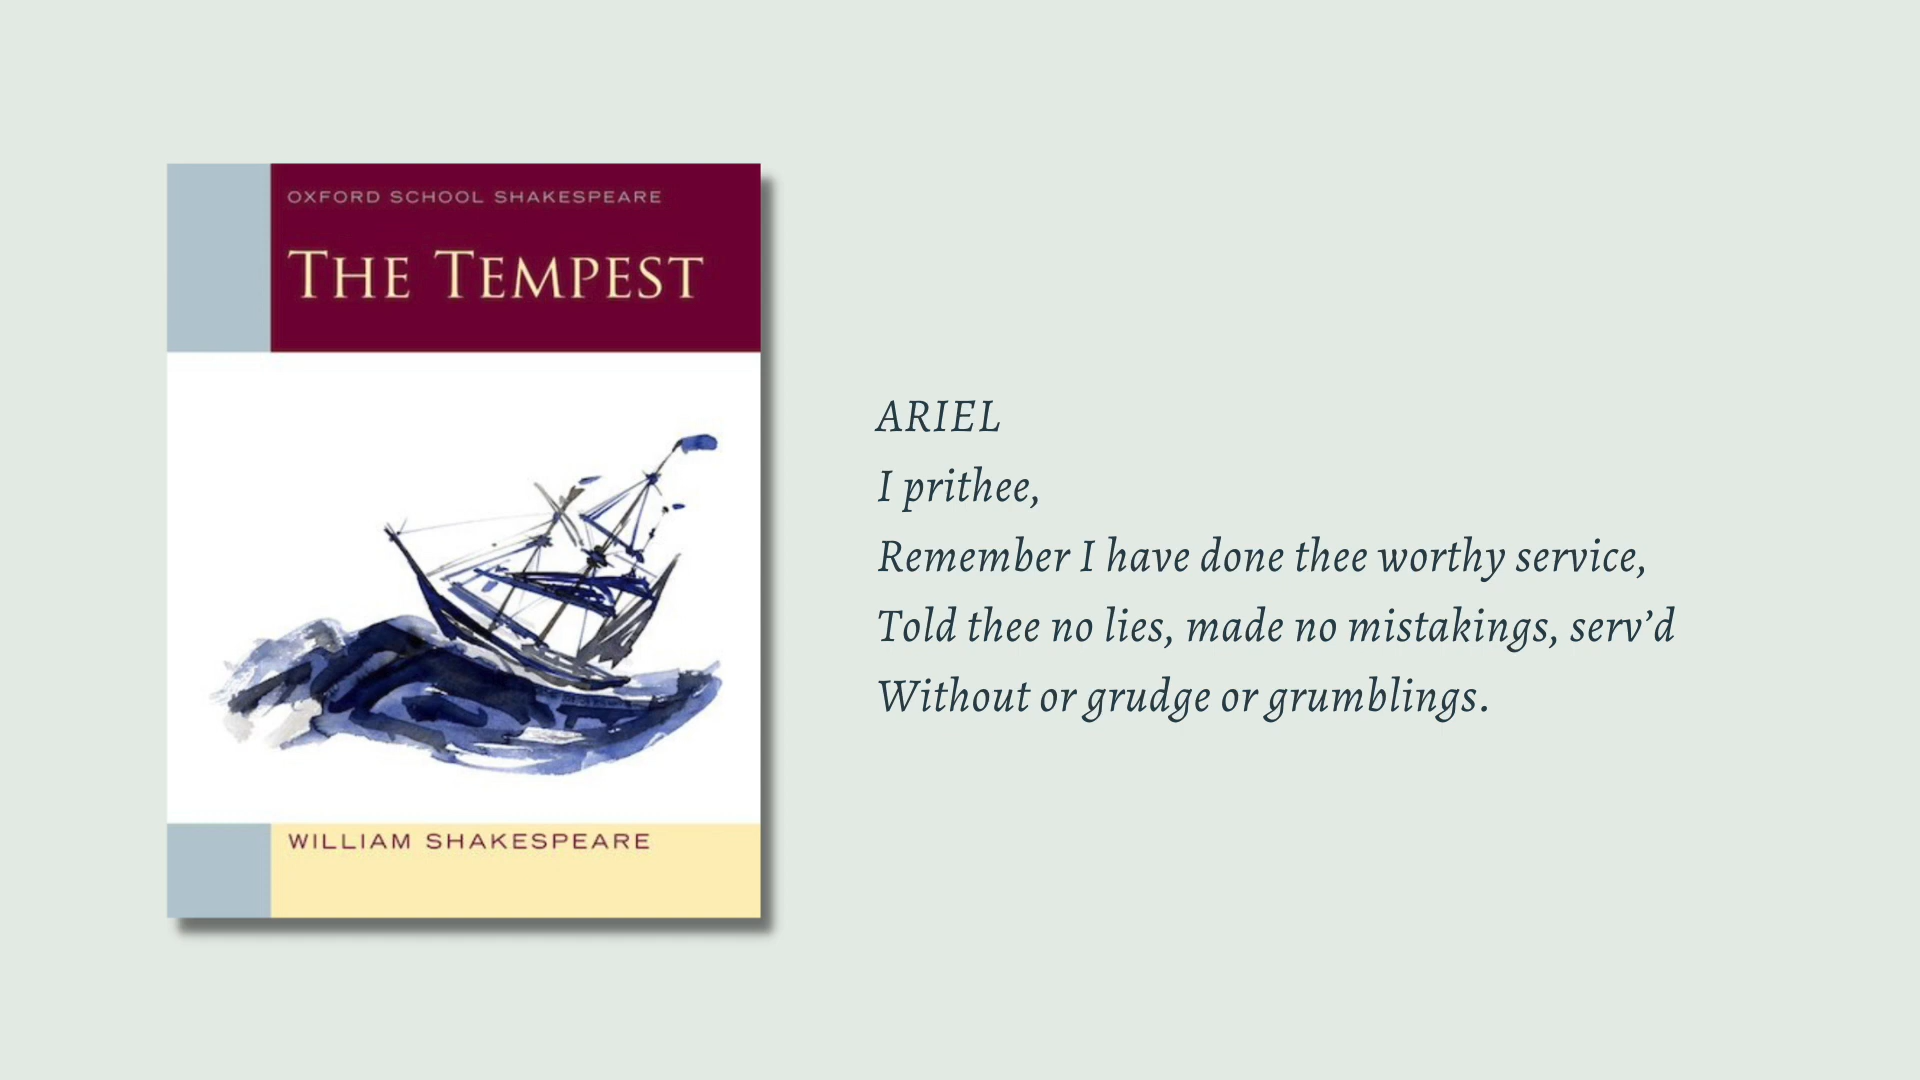 OXFORD SCHOOL SHAKESPEARE
THE TEMPEST
WILLIAM SHAKESPEARE
ARIEL
I prithee,
Remember I have done thee worthy service,
Told thee no lies, made no mistakings, serv’d
Without or grudge or grumblings.